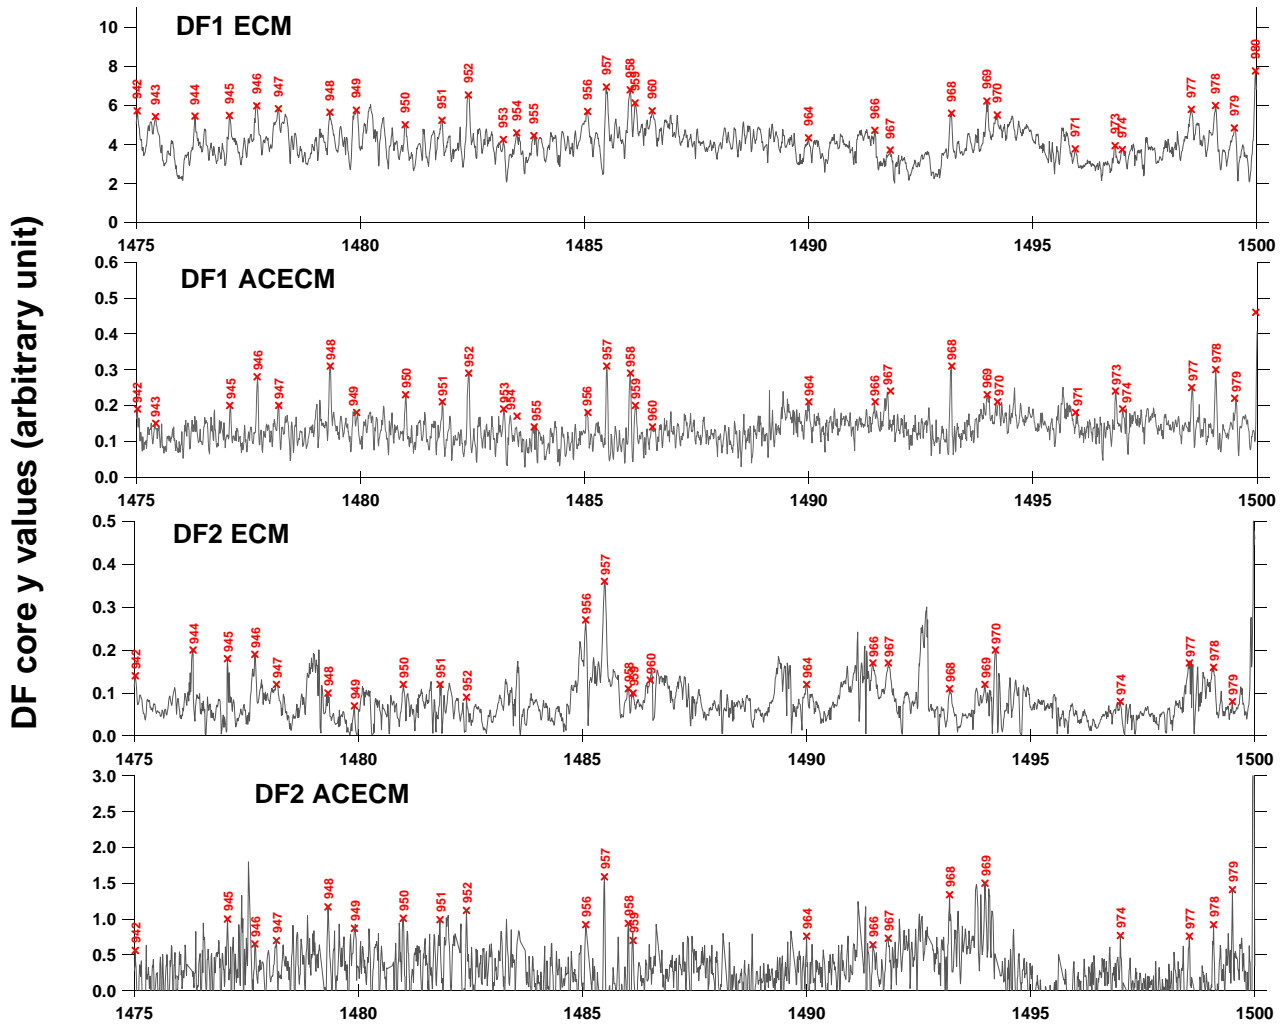 DF core y values (arbitrary unit)
DF1 ECM
10
8
6
4
2
0
942 943 944 945 946 947 948 949 950 951 952 953 954 955 956 957 958 959 960 964 966 967 968 969 970 971 973 974 977 978 979 980
1475 1480 1485 1490 1495 1500
DF1 ACECM
0.6
0.5
0.4
0.3
0.2
0.1
0.0
942 943 945 946 947 948 949 950 951 952 953 954 955 956 957 958 959 960 964 966 967 968 969 970 971 973 974 977 978 979
1475 1480 1485 1490 1495 1500
DF2 ECM
0.5
0.4
0.3
0.2
0.1
0.0
942 944 945 946 947 948 949 950 951 952 956 957 958 959 960 964 966 967 968 969 970 974 977 978 979
1475 1480 1485 1490 1495 1500
DF2 ACECM
3.0
2.5
2.0
1.5
1.0
0.5
0.0
942 945 946 947 948 949 950 951 952 956 957 958 959 964 966 967 968 969 974 977 978 979
1475 1480 1485 1490 1495 1500